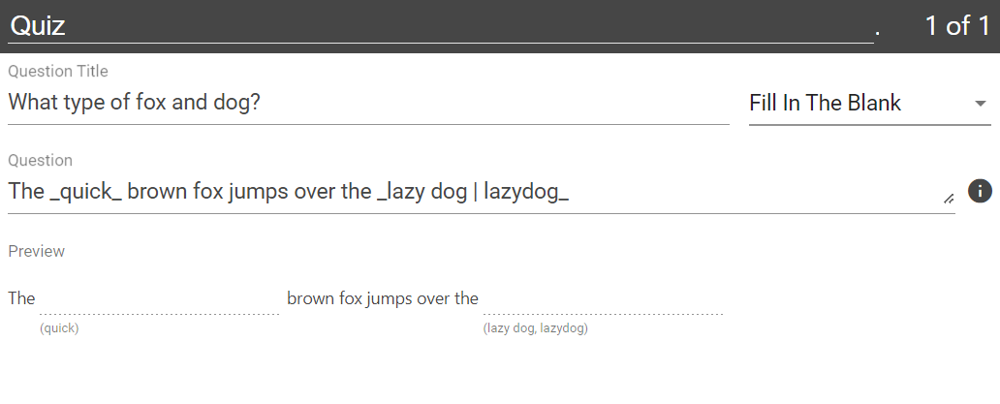 Quiz . 1 of 1
Question Title
What type of fox and dog? Fill In The Blank
Question
The _quick_ brown fox jumps over the _lazy dog | lazydog_
Preview
The brown fox jumps over the
(quick) (lazy dog, lazydog)